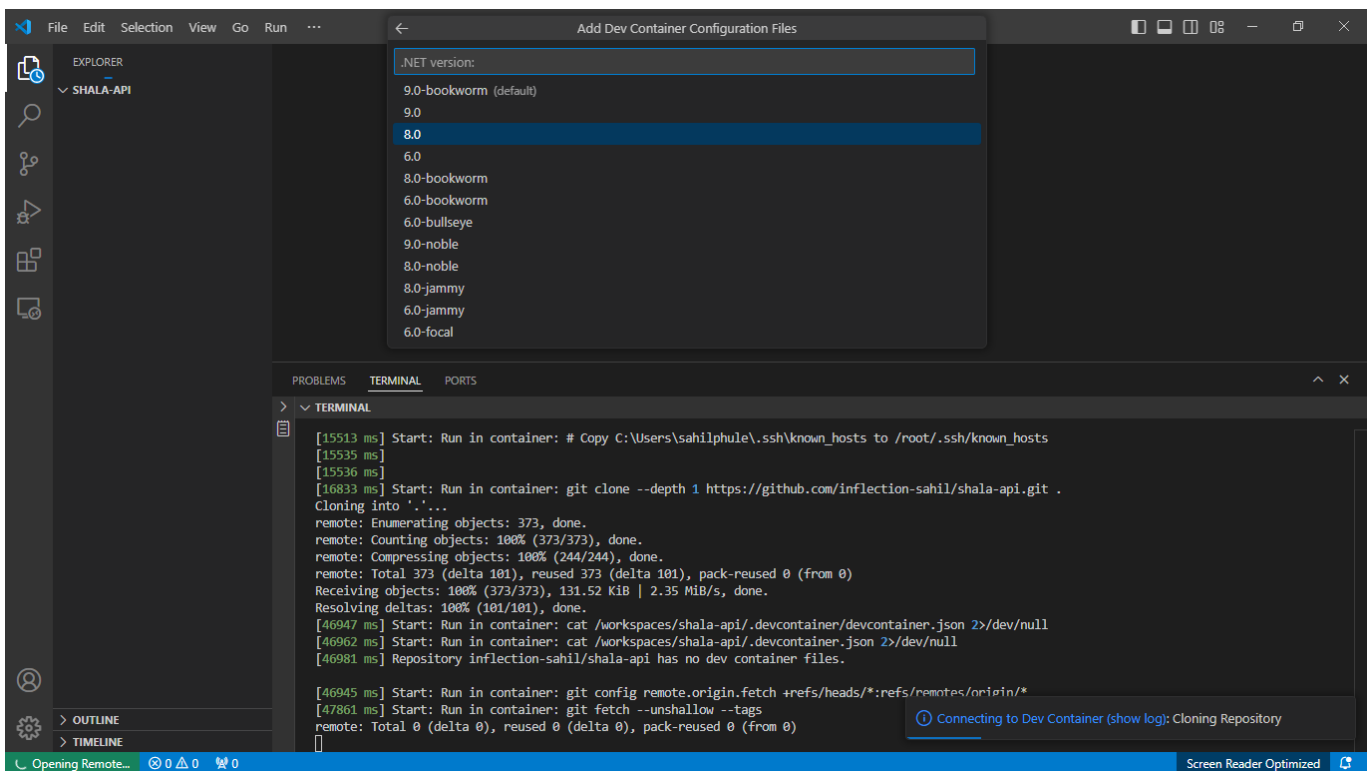 File Edit Selection View Go Run ···
Add Dev Container Configuration Files
EXPLORER
SHALA-API
.NET version:
9.0-bookworm (default)
9.0
8.0
6.0
8.0-bookworm
6.0-bookworm
6.0-bullseye
9.0-noble
8.0-noble
8.0-jammy
6.0-jammy
6.0-focal
PROBLEMS TERMINAL PORTS
TERMINAL
[15513 ms] Start: Run in container: # Copy C:\Users\sahilphule\.ssh\known_hosts to /root/.ssh/known_hosts
[15535 ms]
[15536 ms]
[16833 ms] Start: Run in container: git clone --depth 1 https://github.com/inflection-sahil/shala-api.git .
Cloning into '.'...
remote: Enumerating objects: 373, done.
remote: Counting objects: 100% (373/373), done.
remote: Compressing objects: 100% (244/244), done.
remote: Total 373 (delta 101), reused 373 (delta 101), pack-reused 0 (from 0)
Receiving objects: 100% (373/373), 131.52 KiB | 2.35 MiB/s, done.
Resolving deltas: 100% (101/101), done.
[46947 ms] Start: Run in container: cat /workspaces/shala-api/.devcontainer/devcontainer.json 2>/dev/null
[46962 ms] Start: Run in container: cat /workspaces/shala-api/.devcontainer.json 2>/dev/null
[46981 ms] Repository inflection-sahil/shala-api has no dev container files.
[46945 ms] Start: Run in container: git config remote.origin.fetch +refs/heads/*:refs/remotes/origin/*
[47861 ms] Start: Run in container: git fetch --unshallow --tags
remote: Total 0 (delta 0), reused 0 (delta 0), pack-reused 0 (from 0)
Connecting to Dev Container (show log): Cloning Repository
OUTLINE
TIMELINE
Opening Remote... 0 0 0 Screen Reader Optimized